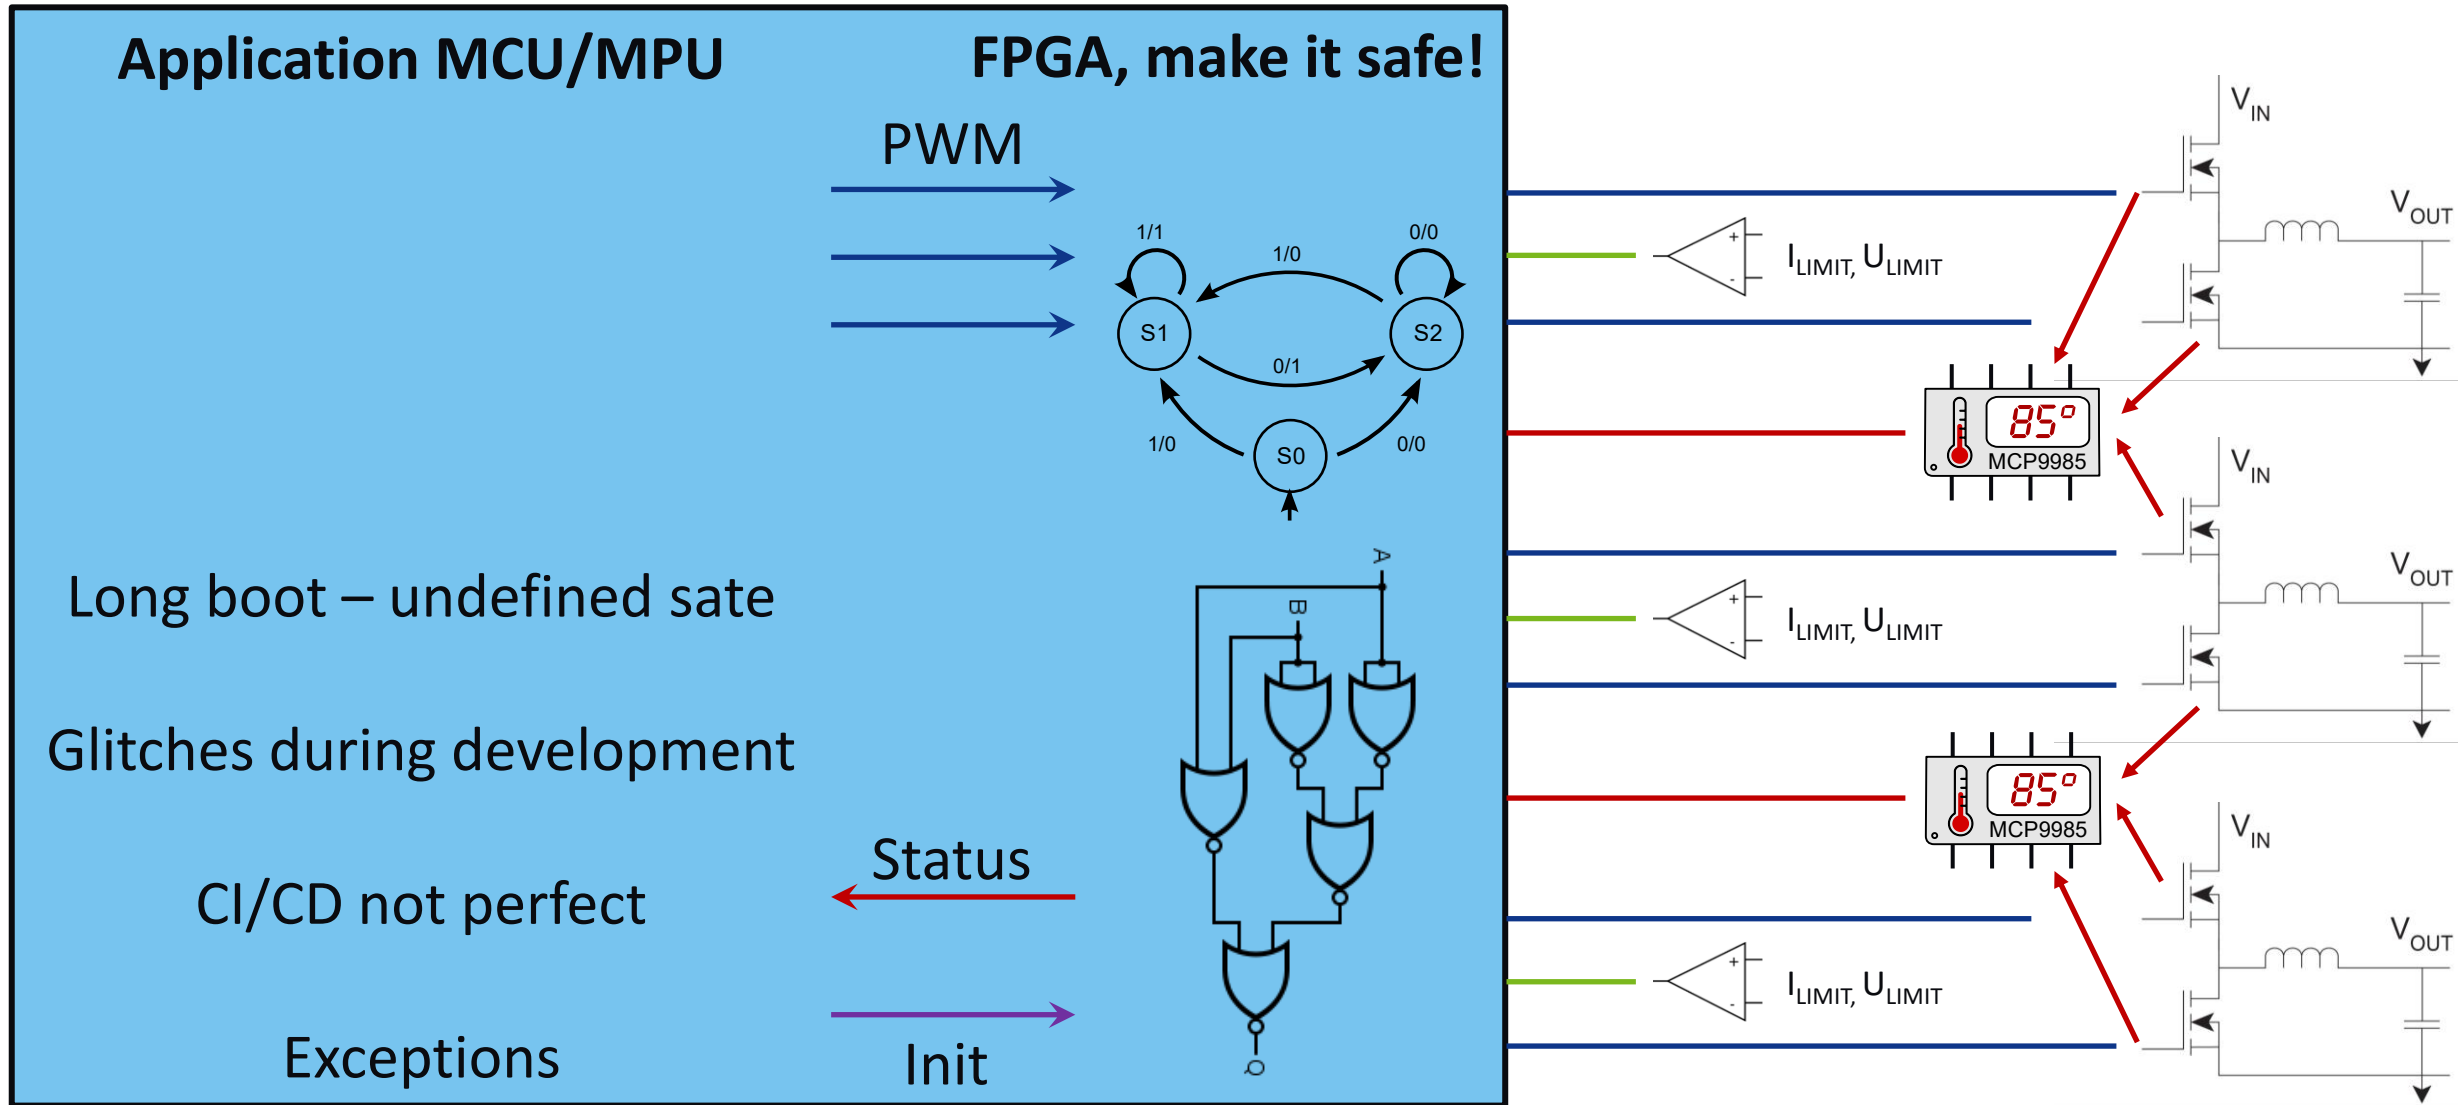 Application MCU/MPU
FPGA, make it safe!
PWM
1/1
1/0
0/0
S1
S2
0/1
1/0
S0
0/0
Long boot – undefined sate
Glitches during development
CI/CD not perfect
Exceptions
Status
Init
A
B
Q
VIN
VOUT
+
-
ILIMIT, ULIMIT
85°
MCP9985
VIN
VOUT
+
-
ILIMIT, ULIMIT
85°
MCP9985
VIN
VOUT
+
-
ILIMIT, ULIMIT